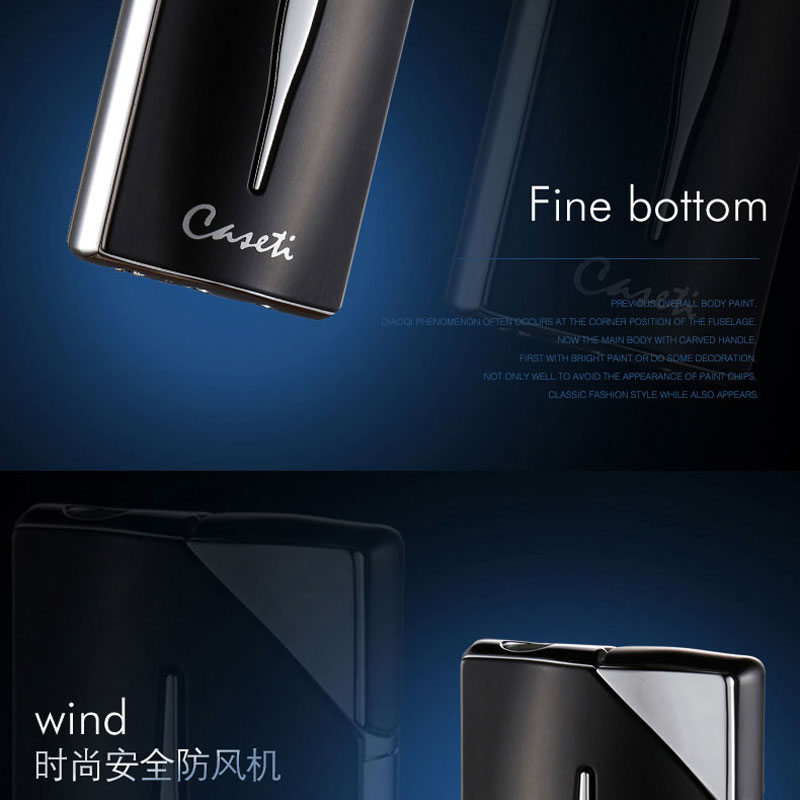 Caseti
Fine bottom
Caseti
PREVIOUS OVERALL BODY PAINT.
DIAOQI PHENOMENON OFTEN OCCURS AT THE CORNER POSITION OF THE FUSELAGE.
NOW THE MAIN BODY WITH CARVED HANDLE.
FIRST WITH BRIGHT PAINT OR DO SOME DECORATION.
NOT ONLY WELL TO AVOID THE APPEARANCE OF PAINT CHIPS.
CLASSIC FASHION STYLE WHILE ALSO APPEARS.
wind
时尚安全防风机